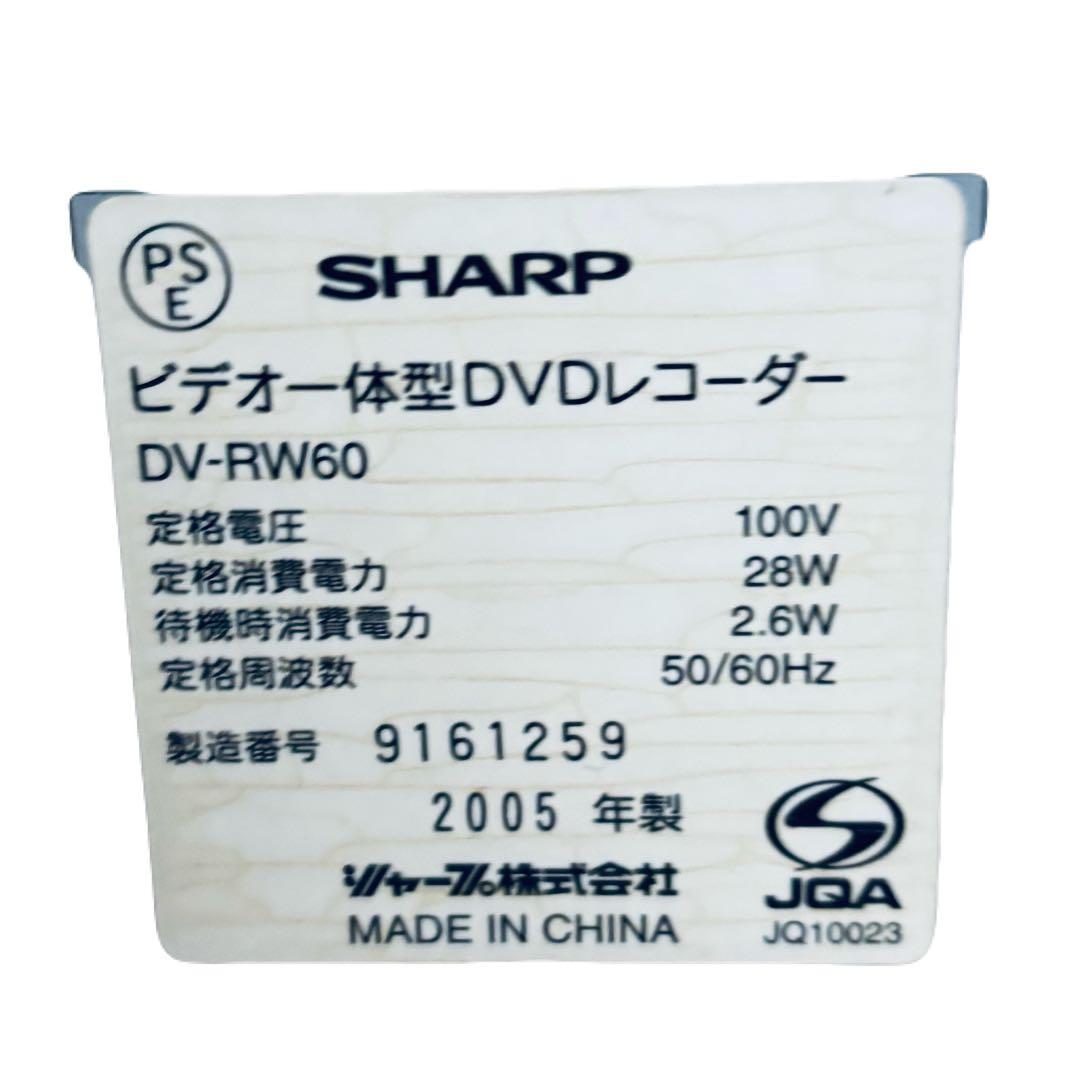 PSE
SHARP
ビデオ一体型DVDレコーダー
DV-RW60
定格電圧 100V
定格消費電力 28W
待機時消費電力 2.6W
定格周波数 50/60Hz
製造番号 9161259
2005 年製
シャープ株式会社
MADE IN CHINA
JQA
JQ10023